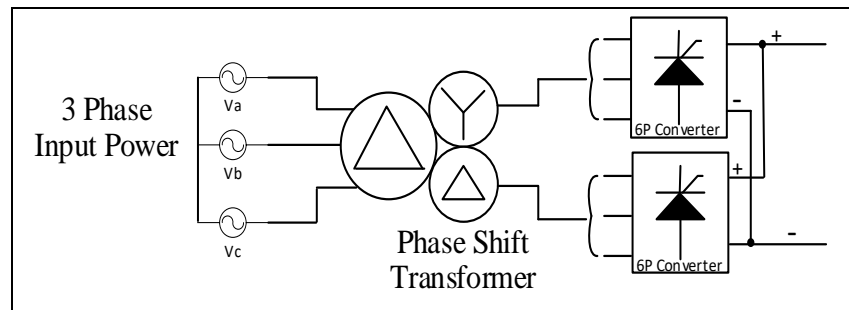 3 Phase
Input Power
Va
Vb
Vc
Phase Shift
Transformer
+
-
6P Converter
+
-
6P Converter